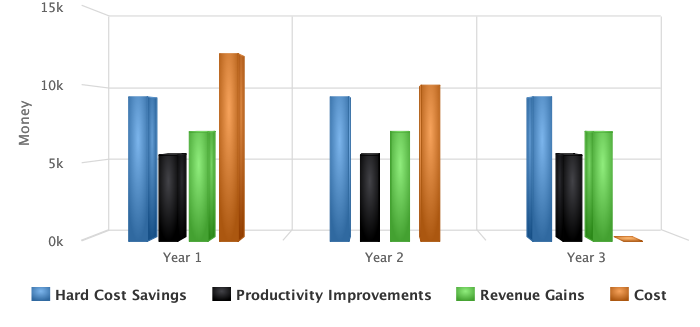 15k
10k
5k
0k
Money
Year 1 Year 2 Year 3
Hard Cost Savings Productivity Improvements Revenue Gains Cost